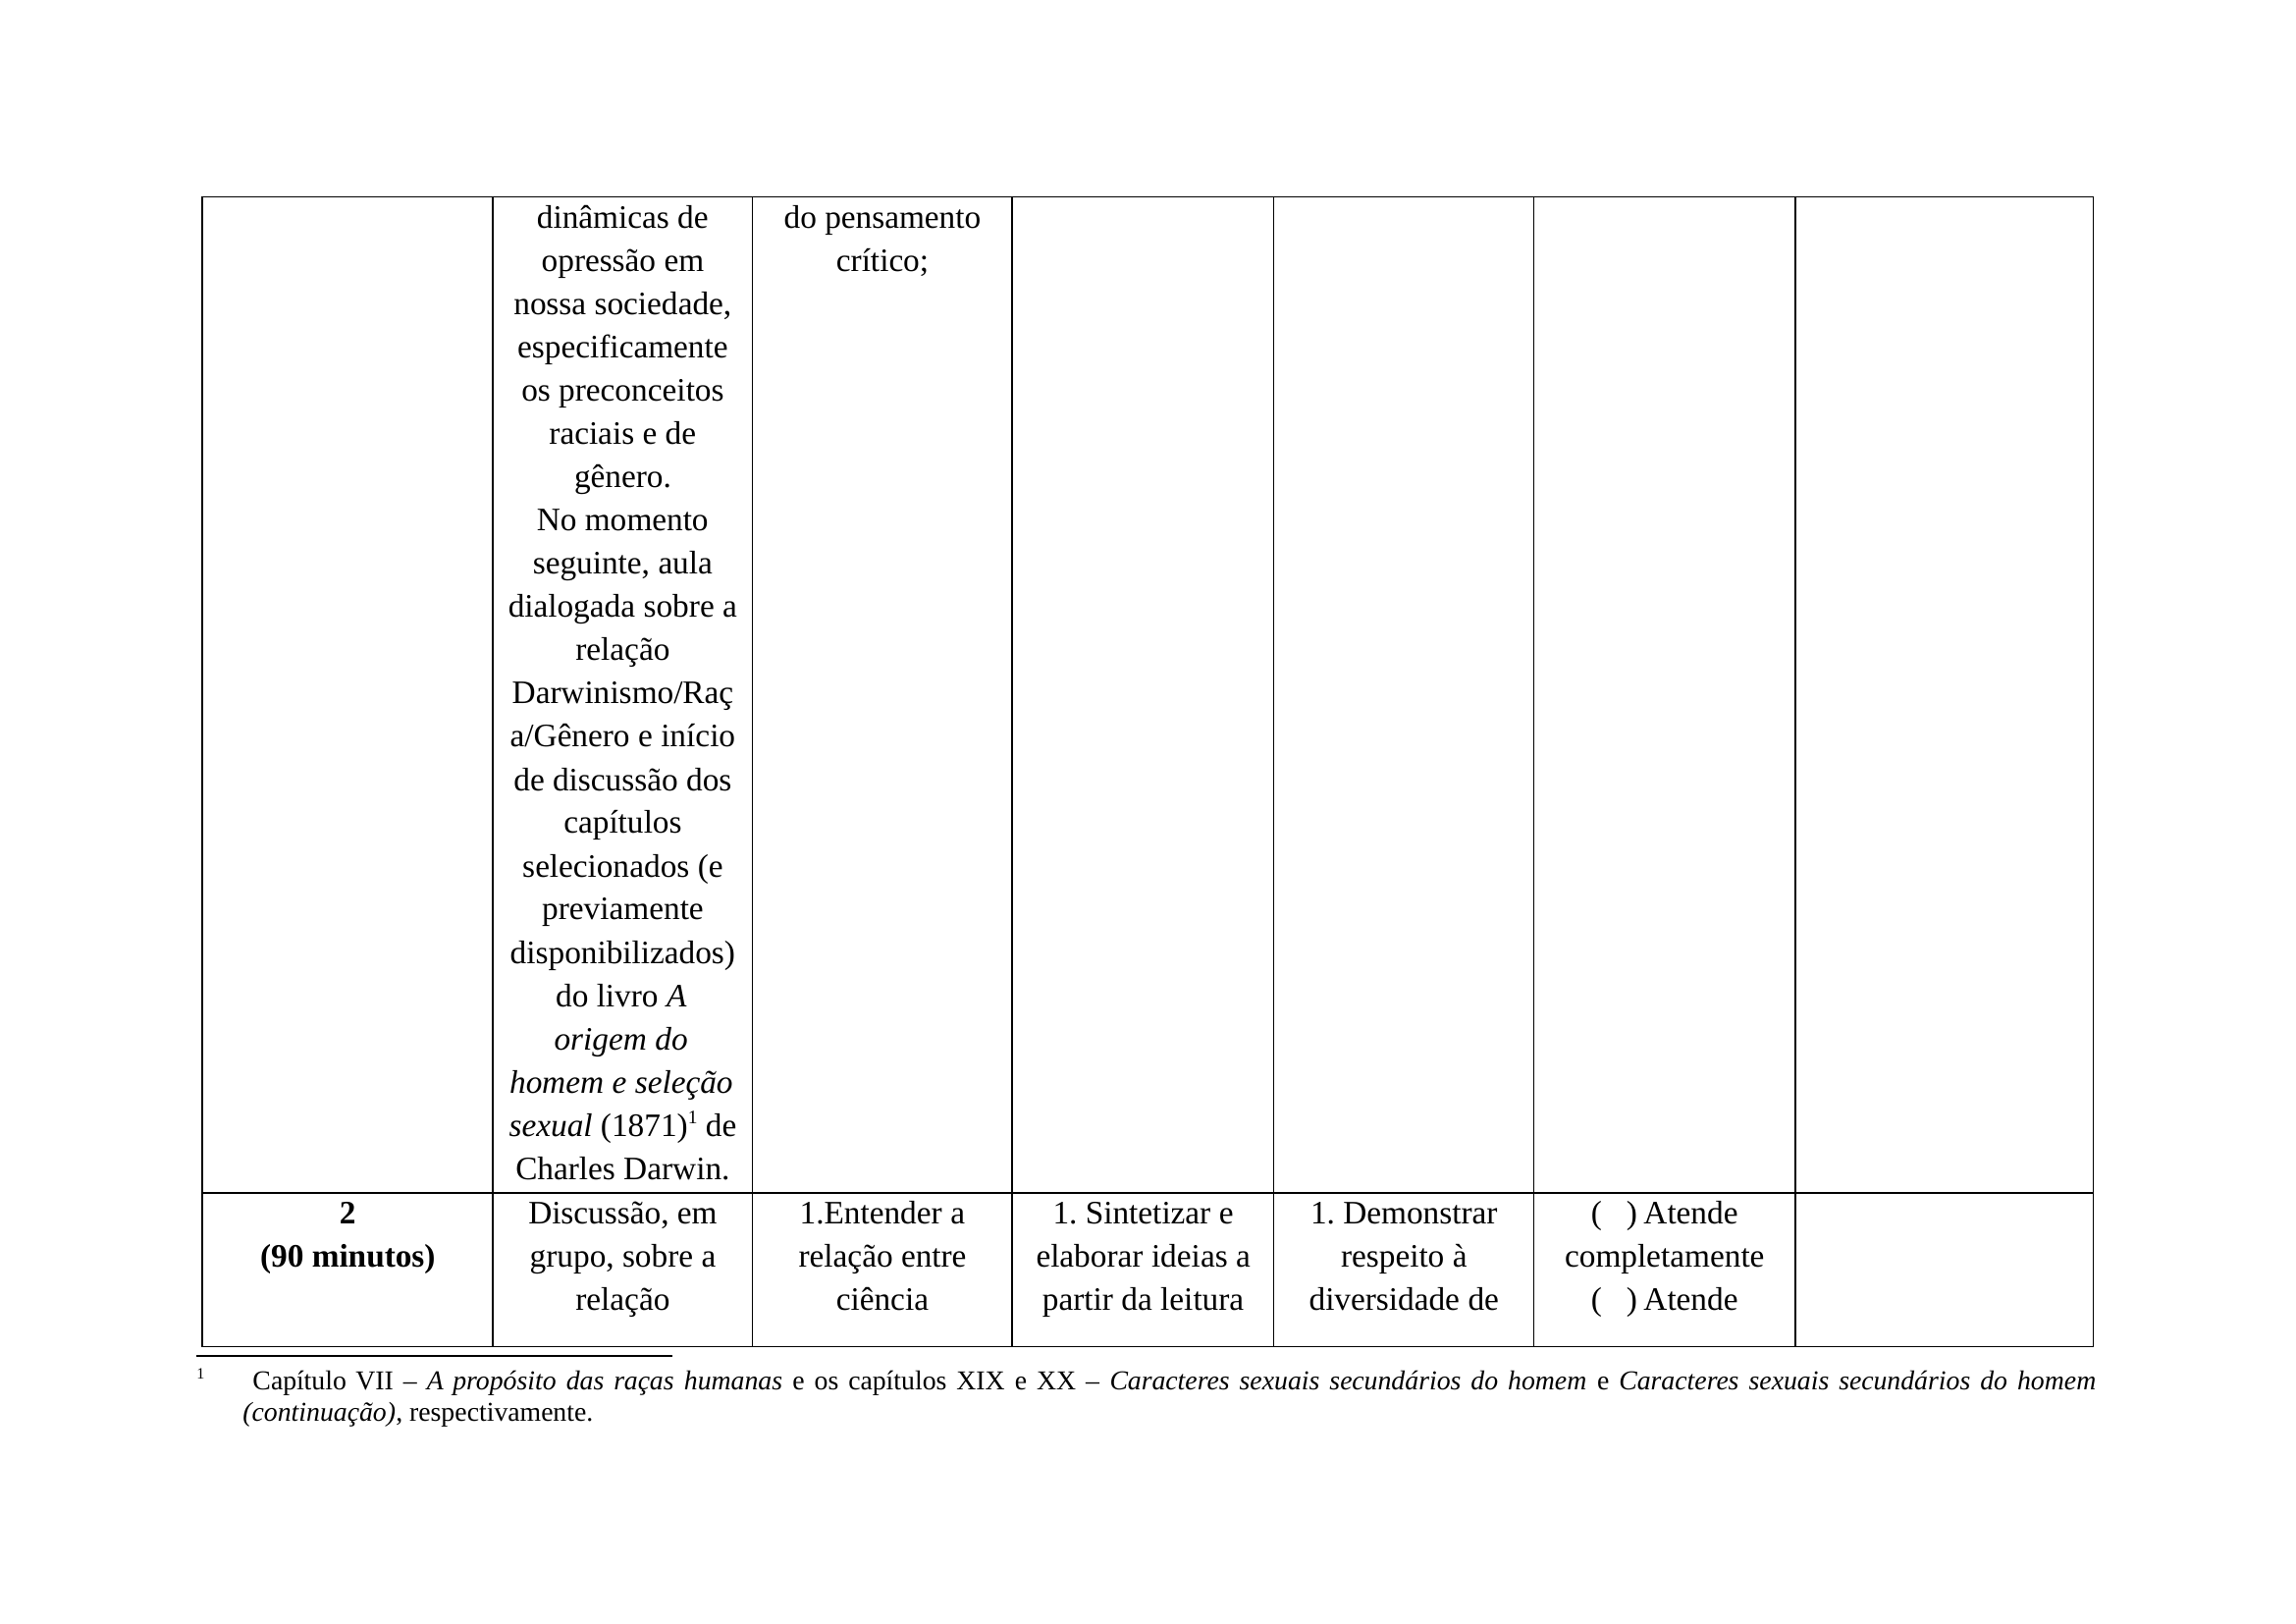 dinâmicas de
opressão em
nossa sociedade,
especificamente
os preconceitos
raciais e de
gênero.
No momento
seguinte, aula
dialogada sobre a
relação
Darwinismo/Raç
a/Gênero e início
de discussão dos
capítulos
selecionados (e
previamente
disponibilizados)
do livro A
origem do
homem e seleção
sexual (1871)1 de
Charles Darwin.
do pensamento
crítico;
2
(90 minutos)
Discussão, em
grupo, sobre a
relação
1.Entender a
relação entre
ciência
1. Sintetizar e
elaborar ideias a
partir da leitura
1. Demonstrar
respeito à
diversidade de
( ) Atende
completamente
( ) Atende
1 Capítulo VII – A propósito das raças humanas e os capítulos XIX e XX – Caracteres sexuais secundários do homem e Caracteres sexuais secundários do homem
(continuação), respectivamente.